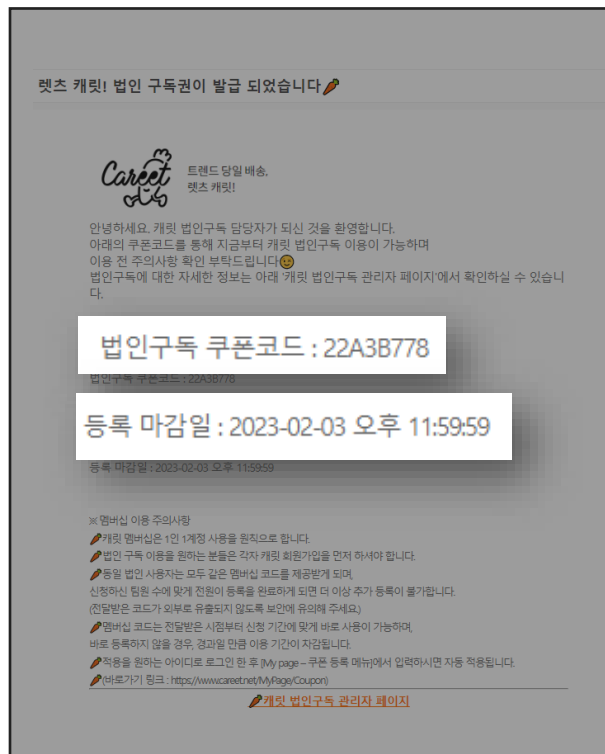 렛츠 캐릿! 법인 구독권이 발급 되었습니다🥕
Careet
트렌드 당일 배송,
렛츠 캐릿!
안녕하세요. 캐릿 법인구독 담당자가 되신 것을 환영합니다.
아래의 쿠폰코드를 통해 지금부터 캐릿 법인구독 이용이 가능하며
이용 전 주의사항 확인 부탁드립니다😉
법인구독에 대한 자세한 정보는 아래 '캐릿 법인구독 관리자 페이지'에서 확인하실 수 있습니
다.
법인구독 쿠폰코드 : 22A3B778
법인구독 쿠폰코드 : 22A3B778
등록 마감일 : 2023-02-03 오후 11:59:59
등록 마감일 : 2023-02-03 오후 11:59:59
※ 멤버십 이용 주의사항
🥕캐릿 멤버십은 1인 1계정 사용을 원칙으로 합니다.
🥕법인 구독 이용을 원하는 분들은 각자 캐릿 회원가입을 먼저 하셔야 합니다.
🥕동일 법인 사용자는 모두 같은 멤버십 코드를 제공받게 되며,
신청하신 팀원 수에 맞게 전원이 등록을 완료하게 되면 더 이상 추가 등록이 불가합니다.
(전달받은 코드가 외부로 유출되지 않도록 보안에 유의해 주세요.)
🥕멤버십 코드는 전달받은 시점부터 신청 기간에 맞게 바로 사용이 가능하며,
바로 등록하지 않을 경우, 경과일 만큼 이용 기간이 차감됩니다.
🥕적용을 원하는 아이디로 로그인 한 후 [My page – 쿠폰 등록 메뉴]에서 입력하시면 자동 적용됩니다.
🥕(바로가기 링크 : https://www.careet.net/MyPage/Coupon)
🥕캐릿 법인구독 관리자 페이지